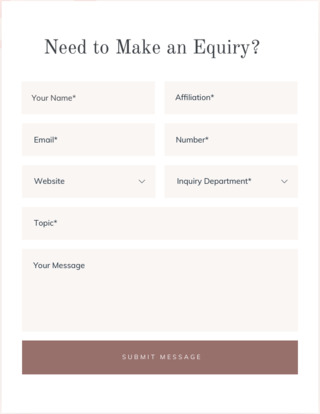 Need to Make an Equiry?
Your Name*
Affiliation*
Email*
Number*
Website
Inquiry Department*
Topic*
Your Message
SUBMIT MESSAGE